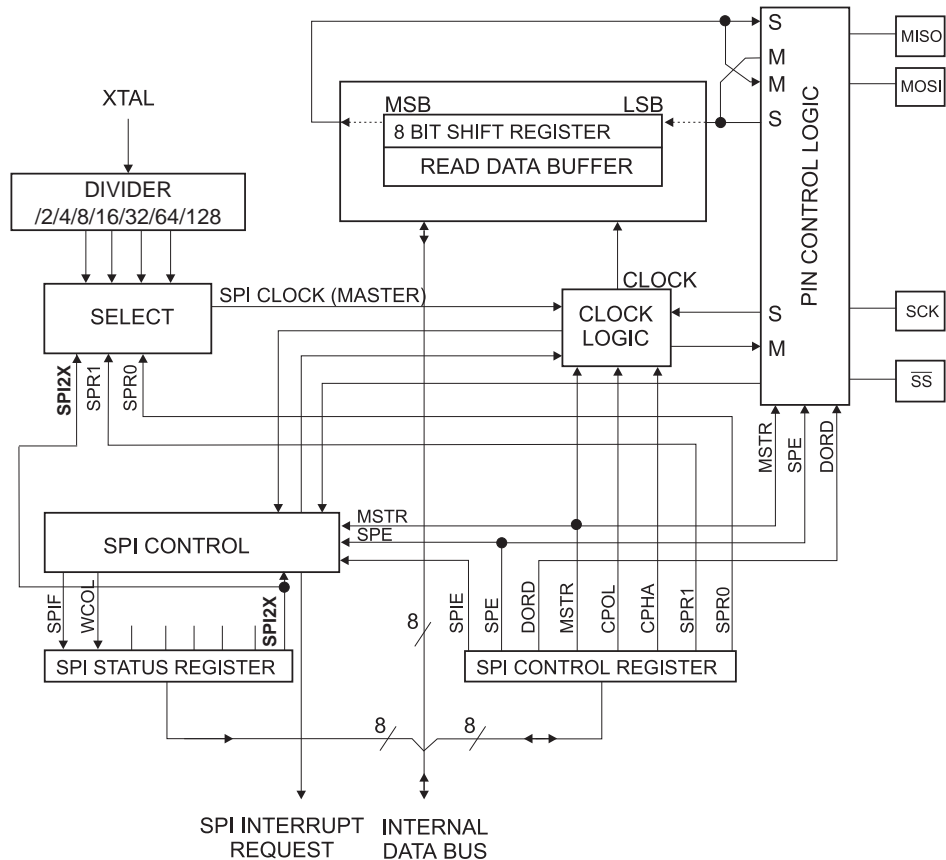 S
MISO
M
MOSI
M
XTAL
MSB
LSB
S
8 BIT SHIFT REGISTER
READ DATA BUFFER
DIVIDER
/2/4/8/16/32/64/128
PIN CONTROL LOGIC
CLOCK
SPI CLOCK (MASTER)
SELECT
CLOCK
LOGIC
S
SCK
M
SS
SPI2X
SPR1
SPR0
MSTR
SPE
DORD
MSTR
SPE
SPI CONTROL
SPIF
WCOL
SPI2X
8
SPIE
SPE
DORD
MSTR
CPOL
CPHA
SPR1
SPR0
SPI STATUS REGISTER
SPI CONTROL REGISTER
8
8
SPI INTERRUPT
REQUEST
INTERNAL
DATA BUS